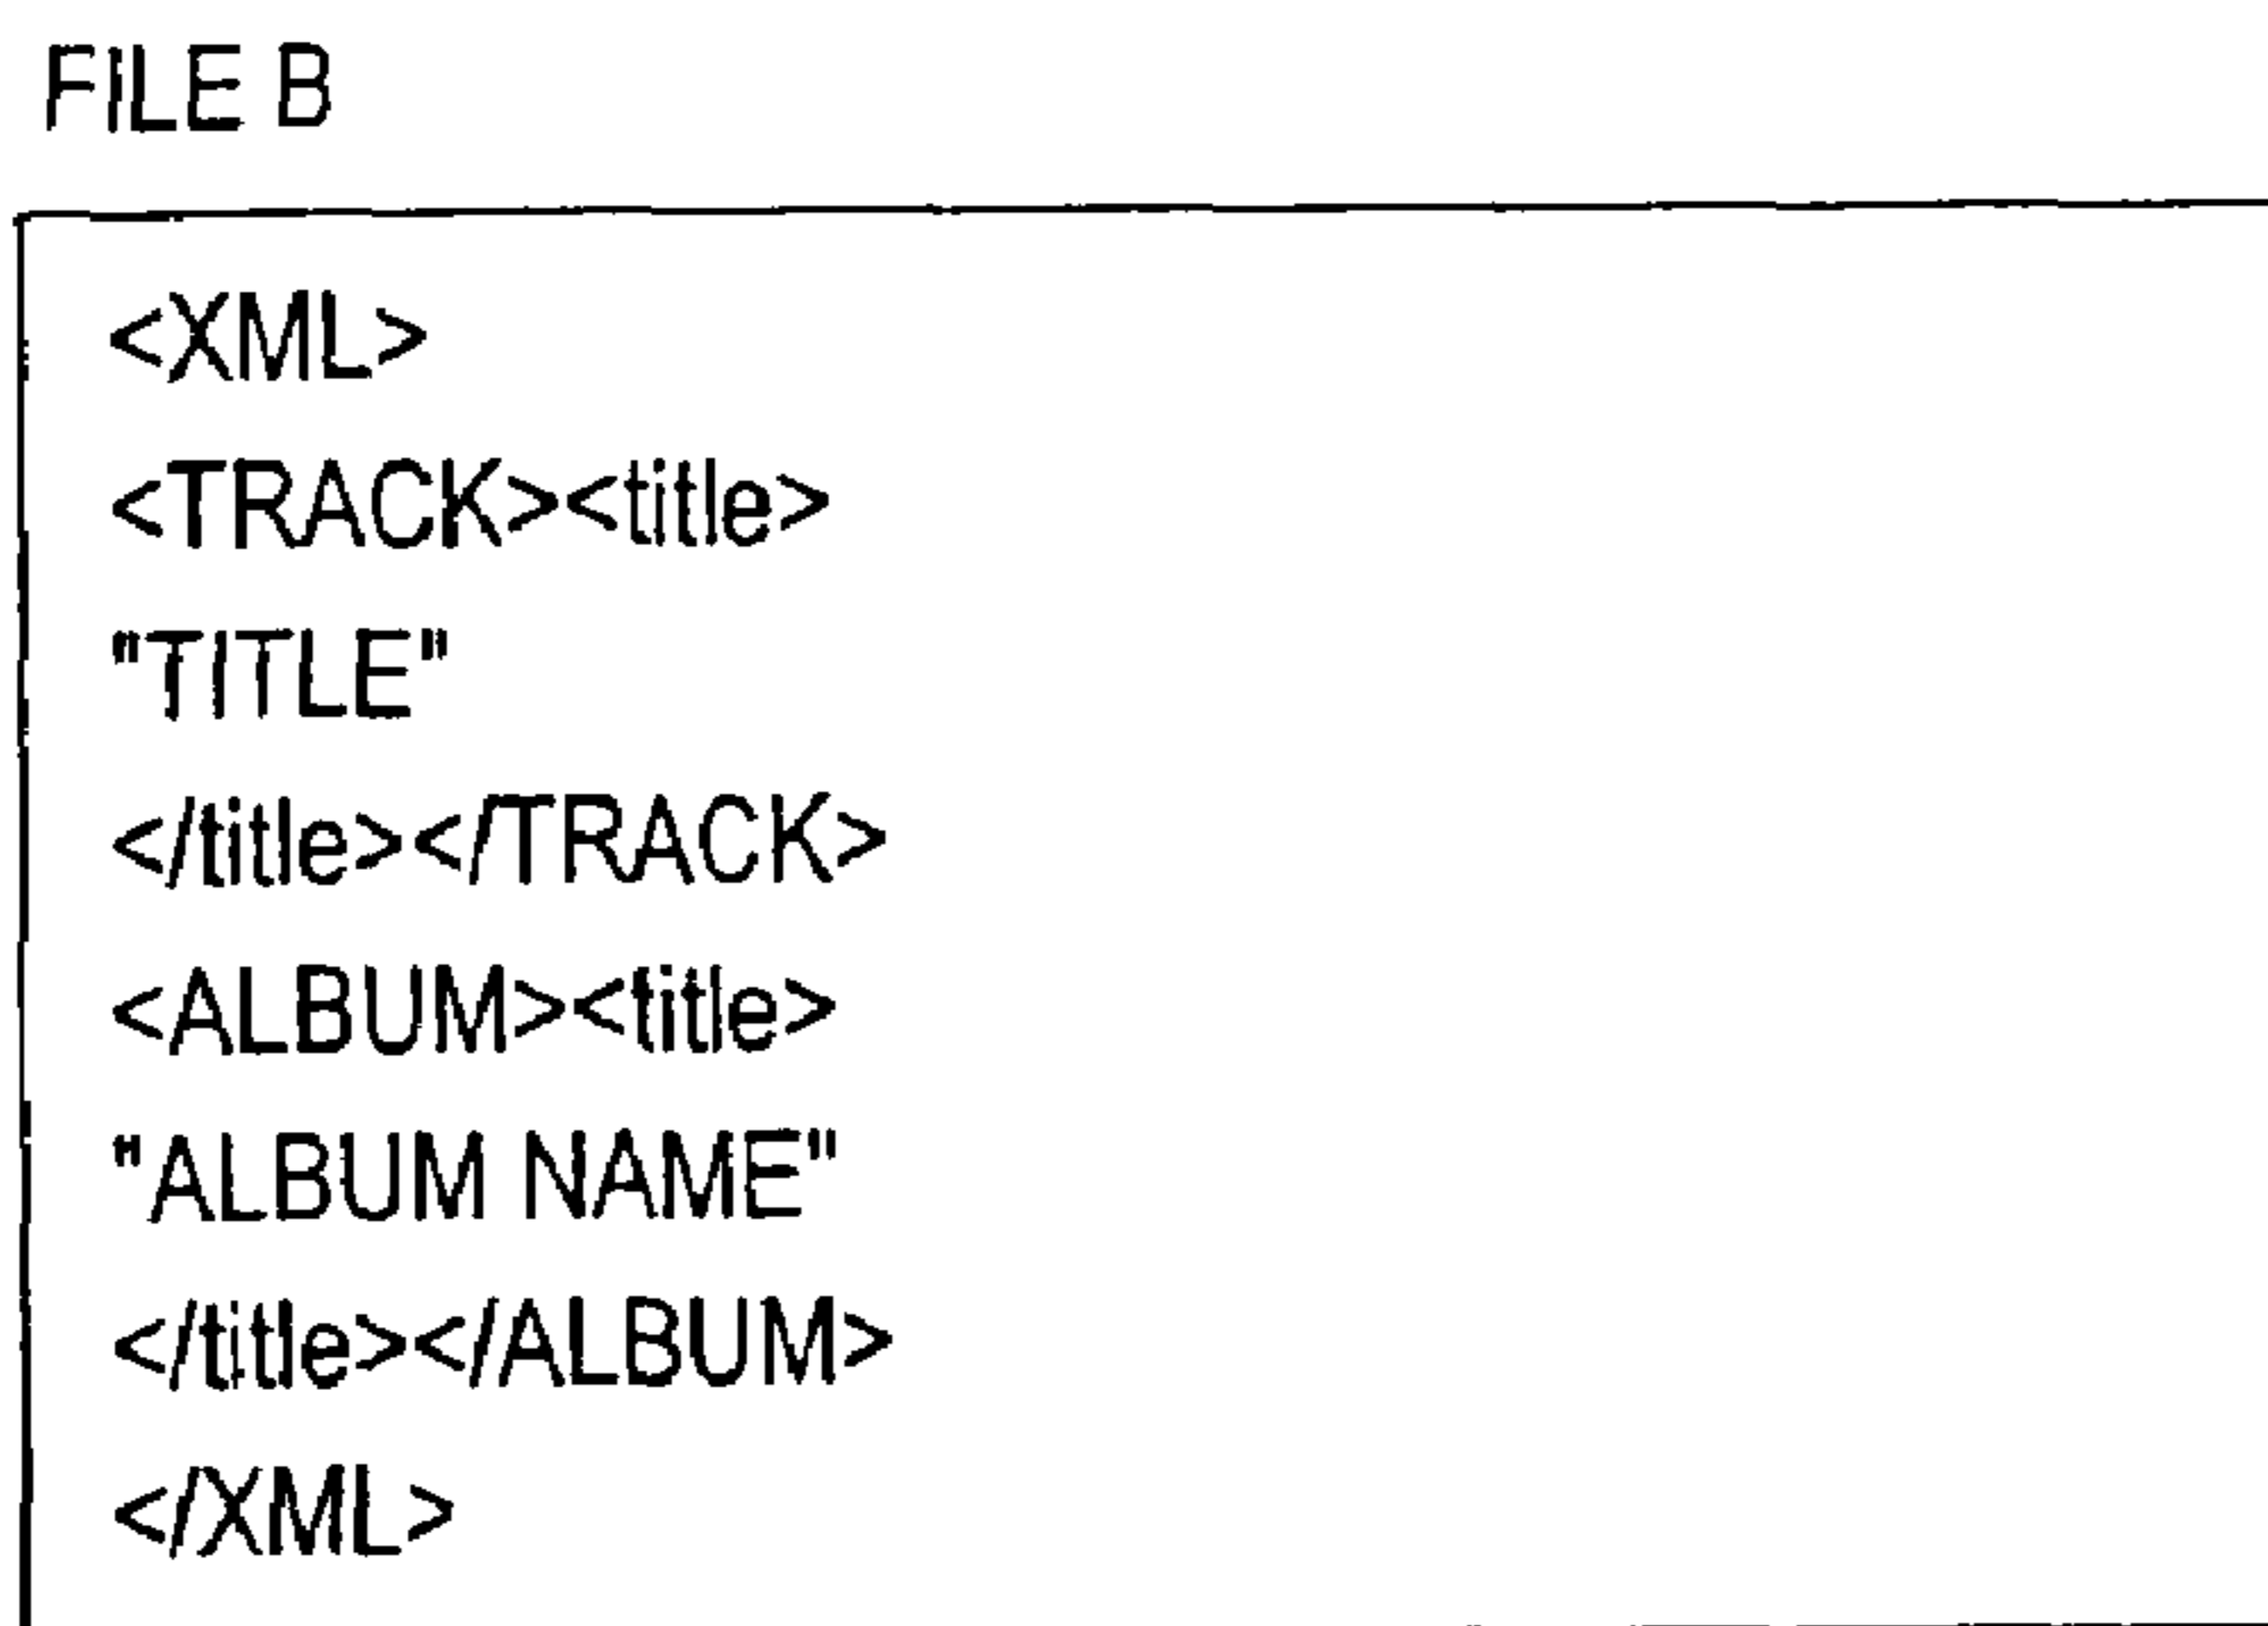 FILE B
<XML>
<TRACK><title>
"TITLE"
</title></TRACK>
<ALBUM><title>
"ALBUM NAME"
</title></ALBUM>
</XML>